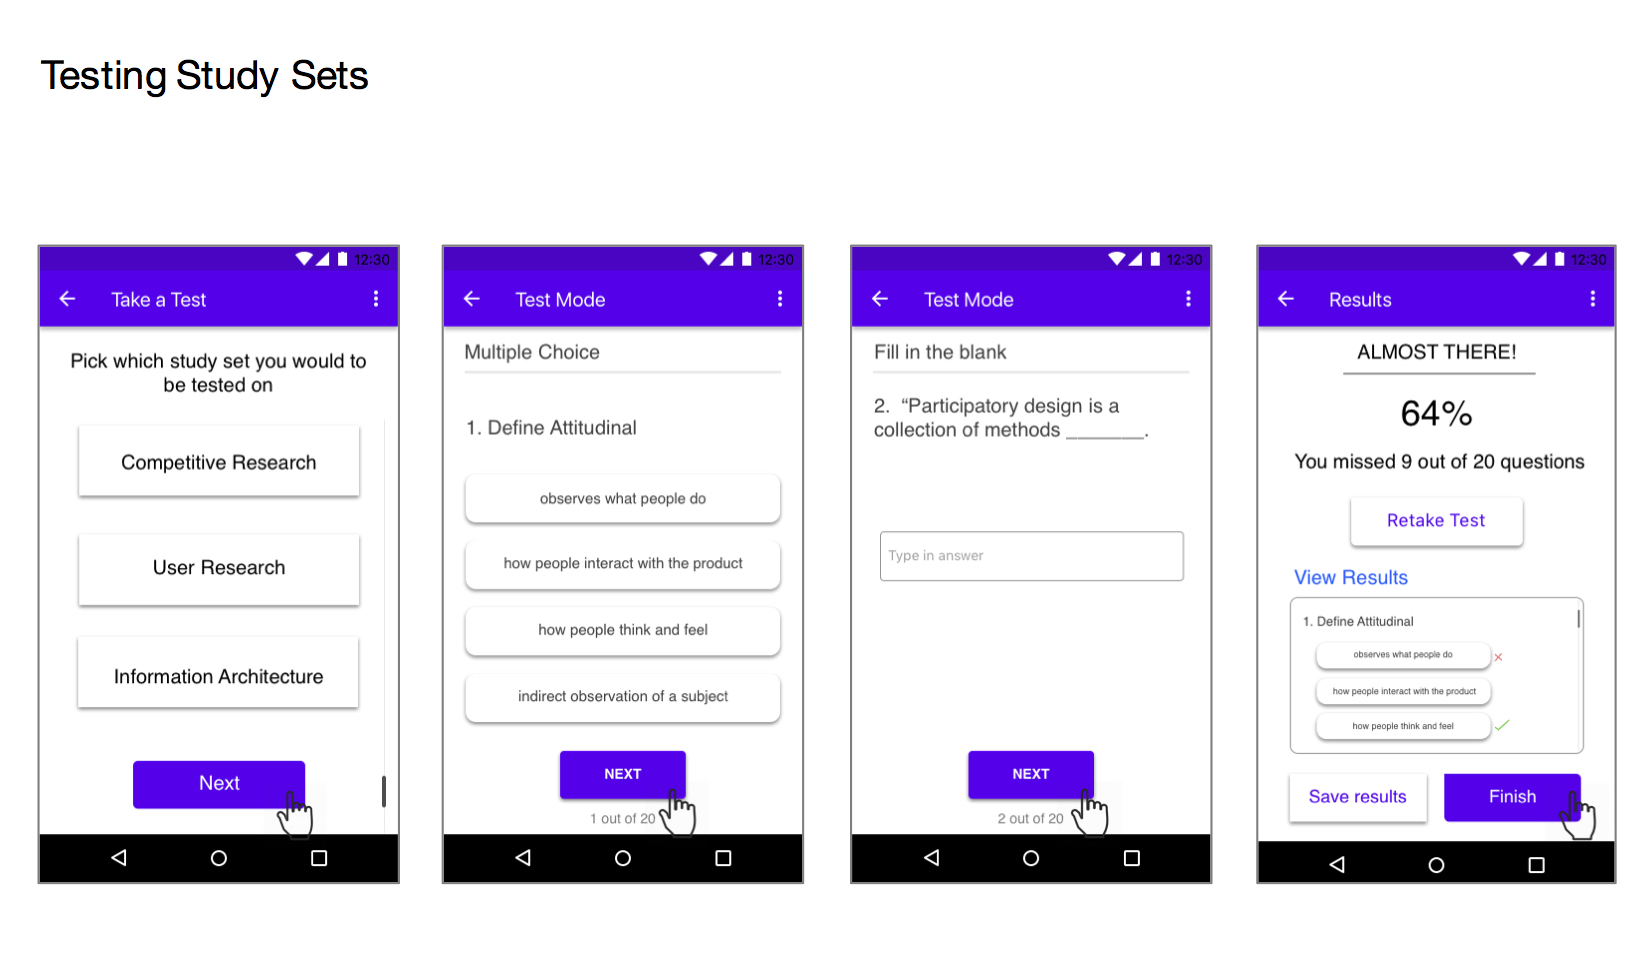 Testing Study Sets
12:30
Take a Test
Pick which study set you would to
be tested on
Competitive Research
User Research
Information Architecture
Next
12:30
Test Mode
Multiple Choice
1. Define Attitudinal
observes what people do
how people interact with the product
how people think and feel
indirect observation of a subject
NEXT
1 out of 20
12:30
Test Mode
Fill in the blank
2. “Participatory design is a
collection of methods _______.
Type in answer
NEXT
2 out of 20
12:30
Results
ALMOST THERE!
64%
You missed 9 out of 20 questions
Retake Test
View Results
1. Define Attitudinal
observes what people do
how people interact with the product
how people think and feel
Save results
Finish